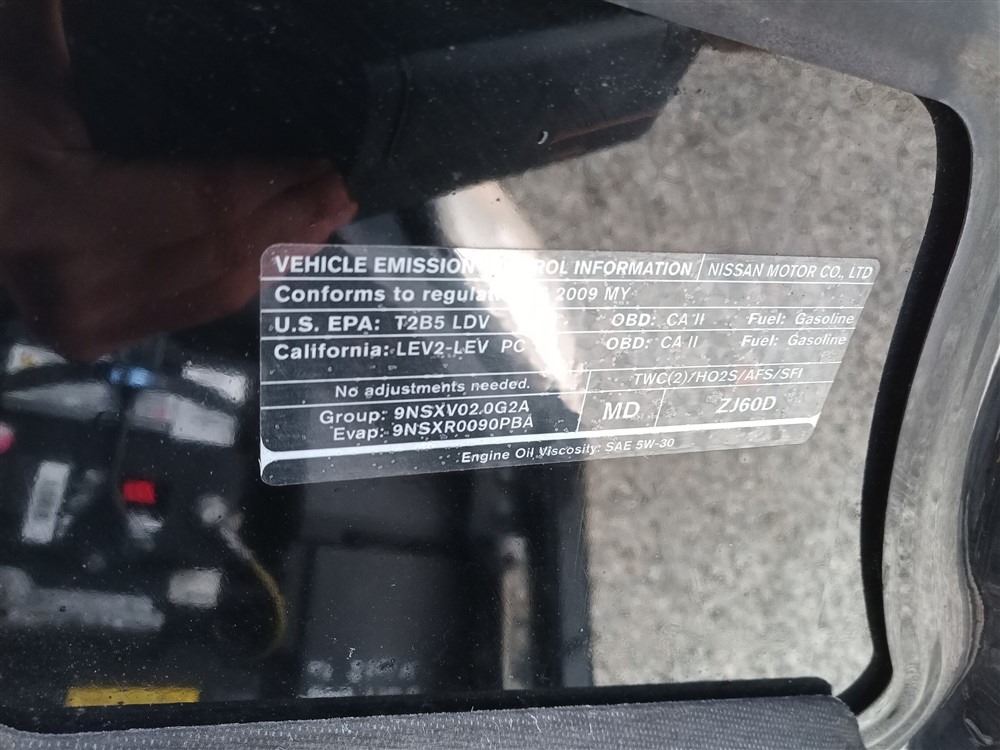 VEHICLE EMISSION ROL INFORMATION NISSAN MOTOR CO., LTD
Conforms to regulat 2009 MY
U.S. EPA: T2B5 LDV OBD: CA II Fuel: Gasoline
California: LEV2-LEV PC OBD: CA II Fuel: Gasoline
No adjustments needed. TWC(2)/HO2S/AFS/SFI
Group: 9NSXV02.0G2A MD ZJ60D
Evap: 9NSXR0090PBA
Engine Oil Viscosity: SAE 5W-30